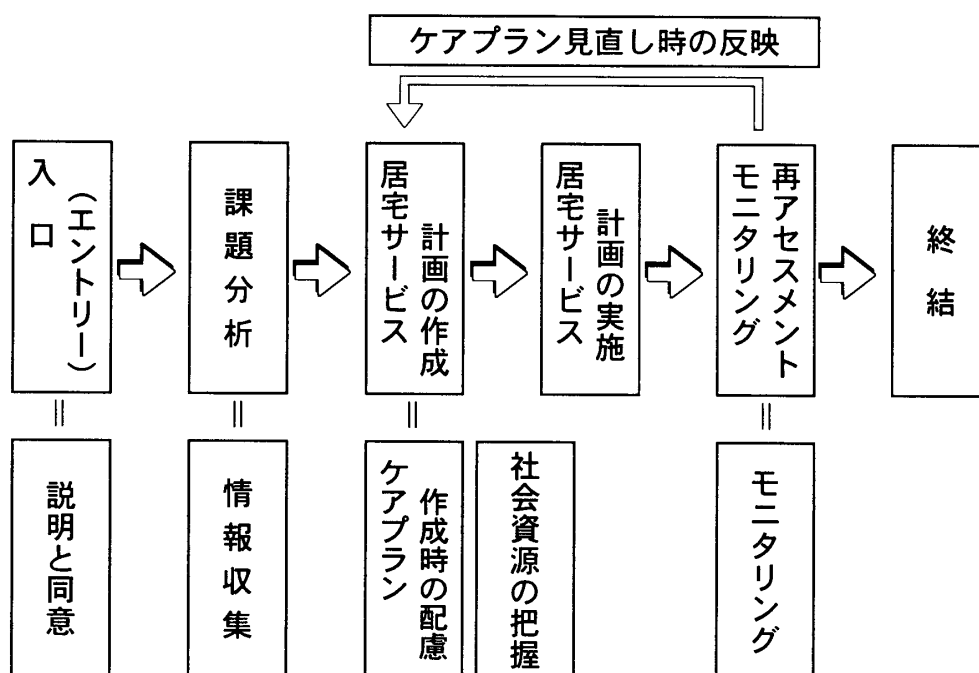 ケアプラン見直し時の反映
入口
（エントリー）
課題分析
居宅サービス
計画の作成
居宅サービス
計画の実施
モニタリング
再アセスメント
終結
説明と同意
情報収集
ケアプラン
作成時の配慮
社会資源の把握
モニタリング